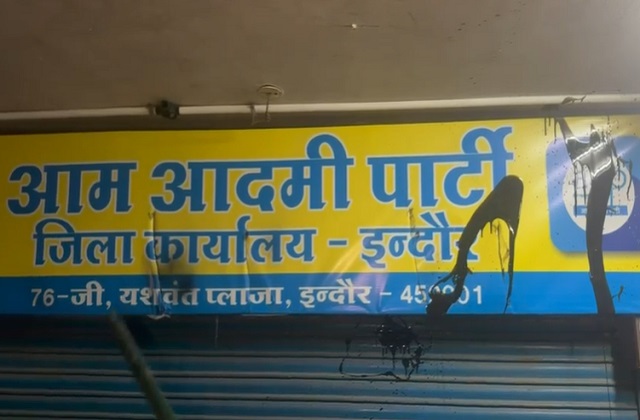 आम आदमी पार्टी
जिला कार्यालय - इन्दौर
76-जी, यशवंत प्लाजा, इन्दौर -